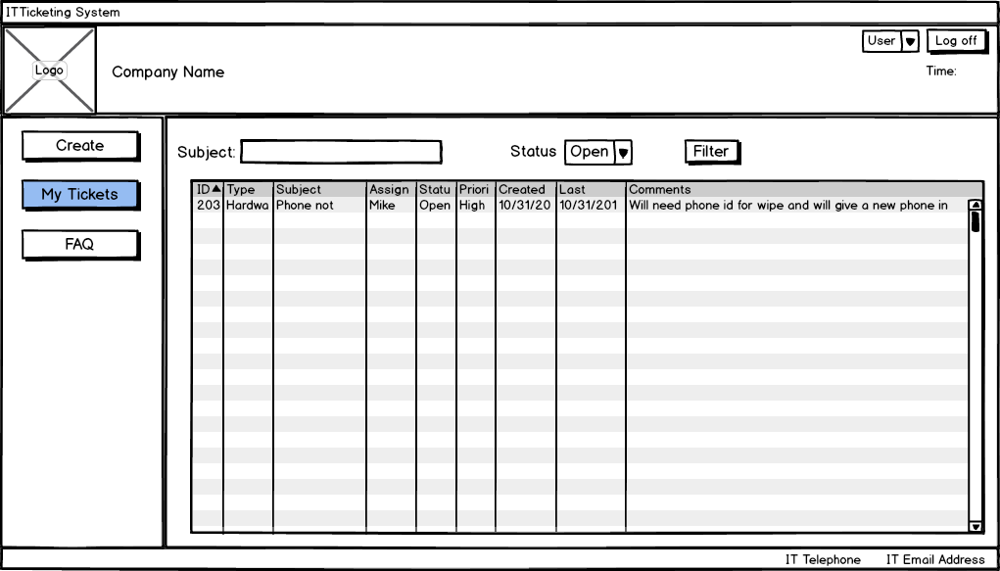 ITTicketing System
User
Log off
Logo
Company Name
Time:
Create
My Tickets
FAQ
Subject:
Status
Open
Filter
ID Type Subject Assign Statu Priori Created Last Comments
203 Hardwa Phone not Mike Open High 10/31/20 10/31/201 Will need phone id for wipe and will give a new phone in
IT Telephone IT Email Address